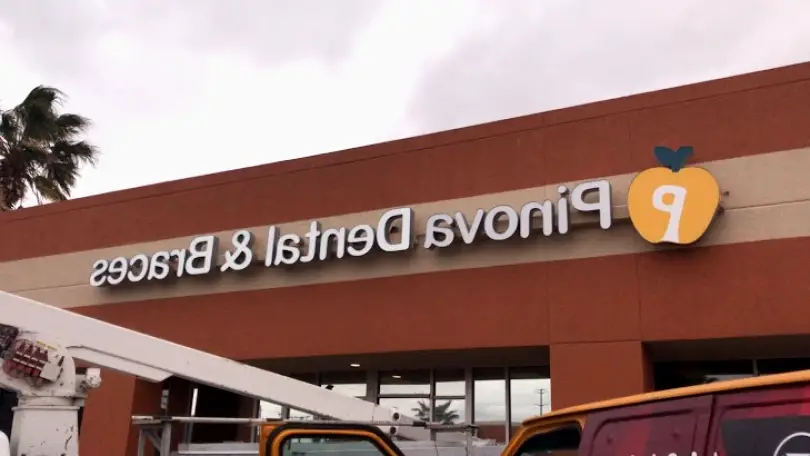 P
Pinova Dental & Braces